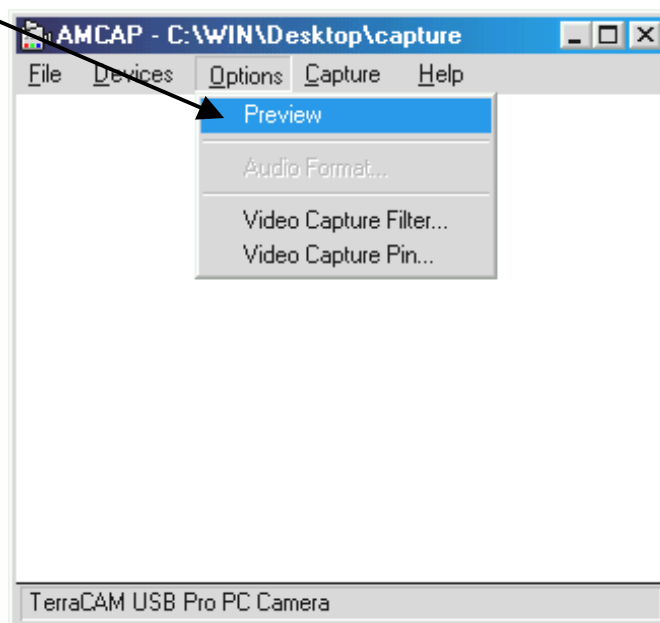 AMCAP - C:\WIN\Desktop\capture
File Devices Options Capture Help
Preview
Audio Format...
Video Capture Filter...
Video Capture Pin...
TerraCAM USB Pro PC Camera